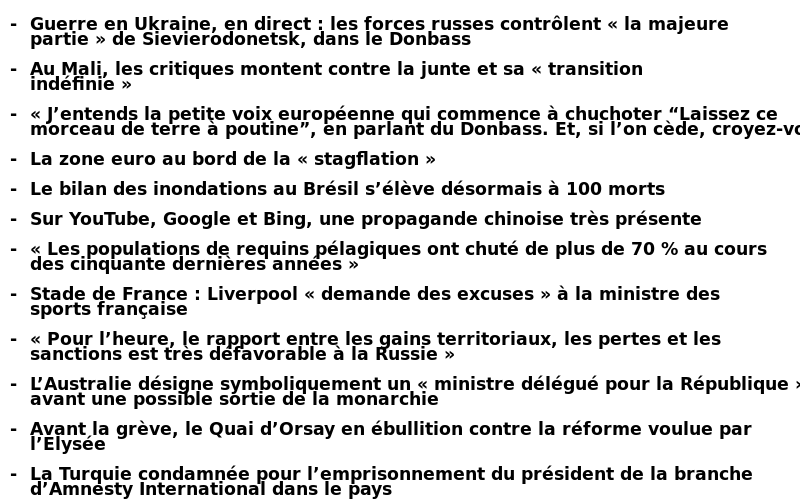 - Guerre en Ukraine, en direct : les forces russes contrôlent « la majeure
partie » de Sievierodonetsk, dans le Donbass
- Au Mali, les critiques montent contre la junte et sa « transition
indéfinie »
- « J’entends la petite voix européenne qui commence à chuchoter “Laissez ce
morceau de terre à poutine”, en parlant du Donbass. Et, si l’on cède,
- La zone euro au bord de la « stagflation »
- Le bilan des inondations au Brésil s’élève désormais à 100 morts
- Sur YouTube, Google et Bing, une propagande chinoise très présente
- « Les populations de requins pélagiques ont chuté de plus de 70 % au cours
des cinquante dernières années »
- Stade de France : Liverpool « demande des excuses » à la ministre des
sports française
- « Pour l’heure, le rapport entre les gains territoriaux, les pertes et les
sanctions est très défavorable à la Russie »
- L’Australie désigne symboliquement un « ministre délégué pour la République »
avant une possible sortie de la monarchie
- Avant la grève, le Quai d’Orsay en ébullition contre la réforme voulue par
l’Elysée
- La Turquie condamnée pour l’emprisonnement du président de la branche
d’Amnesty International dans le pays